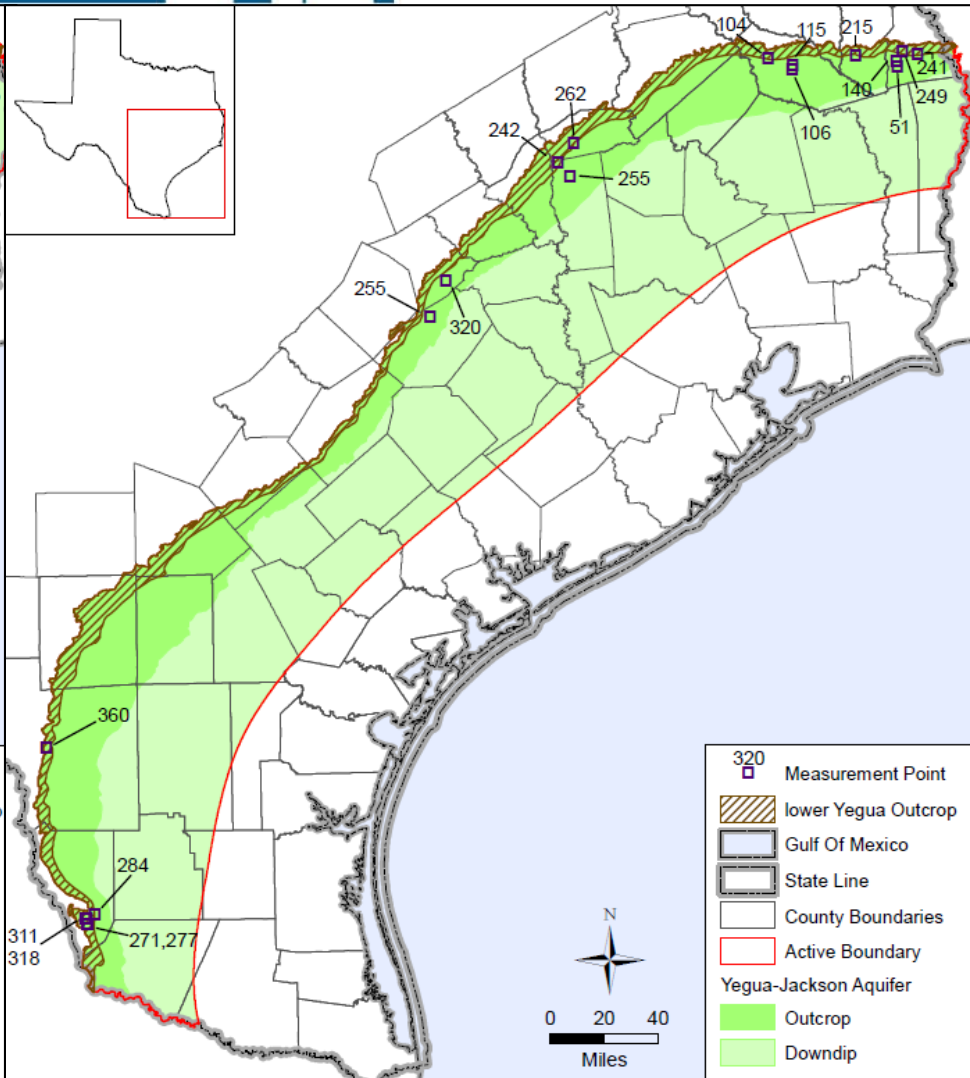 104
115
215
262
242
140
241
249
51
106
255
255
320
360
284
311
318
271,277
N
0 20 40
Miles
320
Measurement Point
lower Yegua Outcrop
Gulf Of Mexico
State Line
County Boundaries
Active Boundary
Yegua-Jackson Aquifer
Outcrop
Downdip